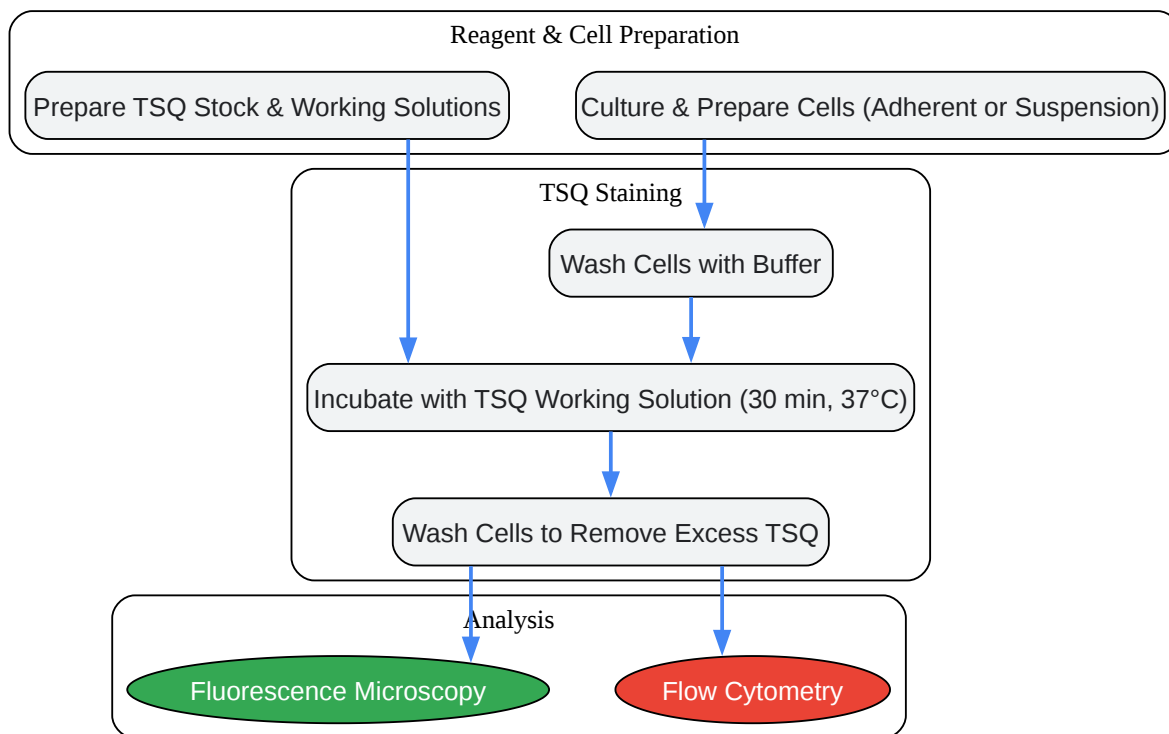 Reagent & Cell Preparation
Prepare TSQ Stock & Working Solutions
Culture & Prepare Cells (Adherent or Suspension)
TSQ Staining
Wash Cells with Buffer
Incubate with TSQ Working Solution (30 min, 37°C)
Wash Cells to Remove Excess TSQ
Analysis
Fluorescence Microscopy
Flow Cytometry